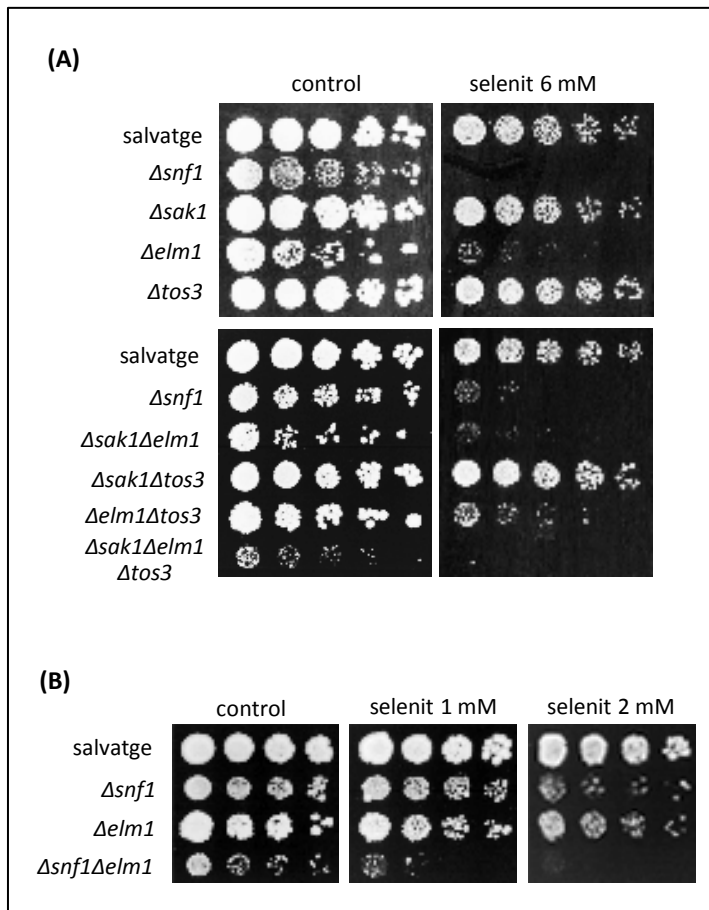 (A)
control selenit 6 mM
salvatge
Δsnf1
Δsak1
Δelm1
Δtos3
salvatge
Δsnf1
Δsak1Δelm1
Δsak1Δtos3
Δelm1Δtos3
Δsak1Δelm1
Δtos3
(B)
control selenit 1 mM selenit 2 mM
salvatge
Δsnf1
Δelm1
Δsnf1Δelm1